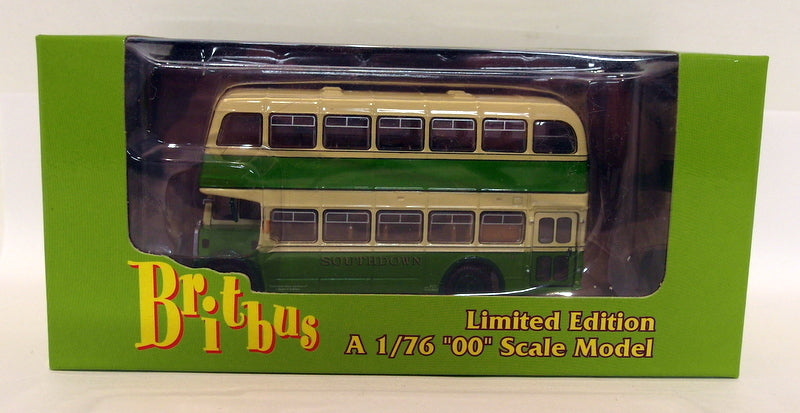 SOUTHDOWN
Britbus
Limited Edition
A 1/76 "00" Scale Model